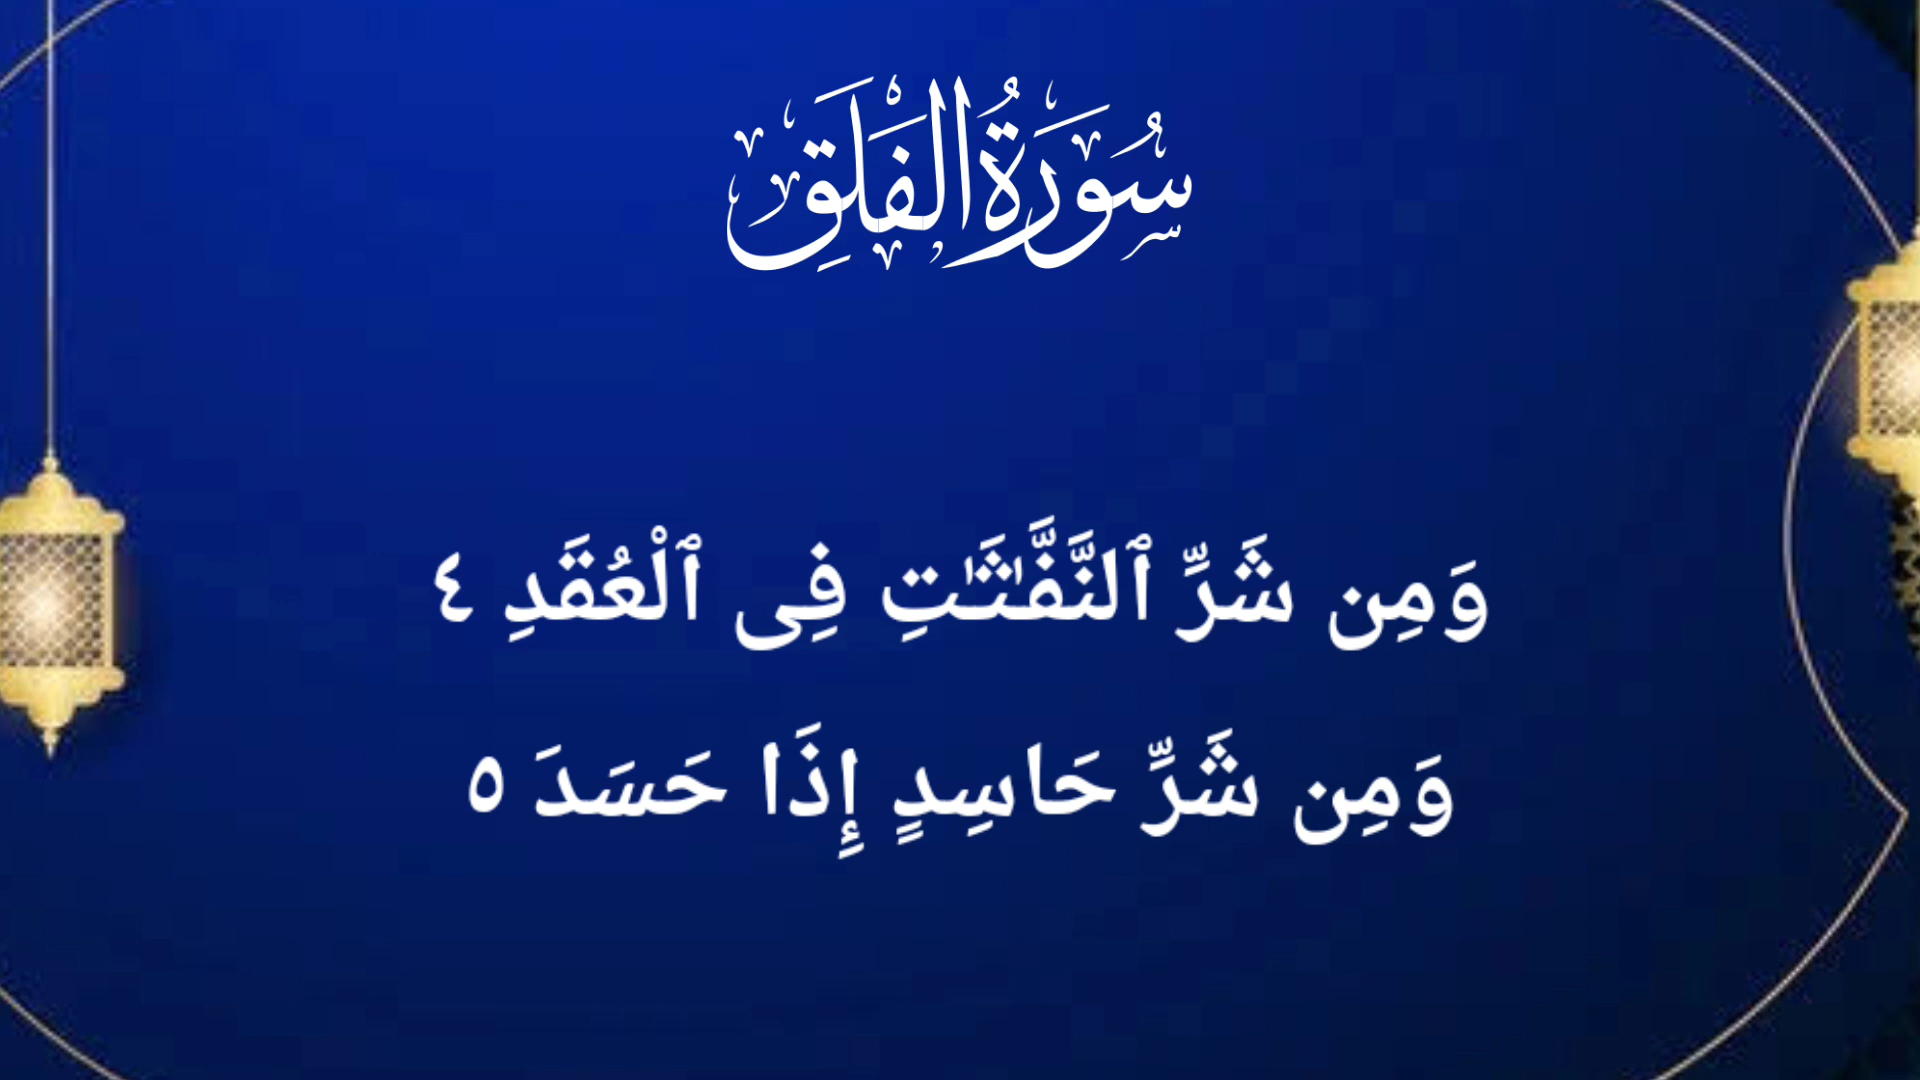 سُورَةُ الْفَلَقِ
وَمِن شَرِّ ٱلنَّفَّـٰثَـٰتِ فِى ٱلْعُقَدِ ٤
وَمِن شَرِّ حَاسِدٍ إِذَا حَسَدَ ٥